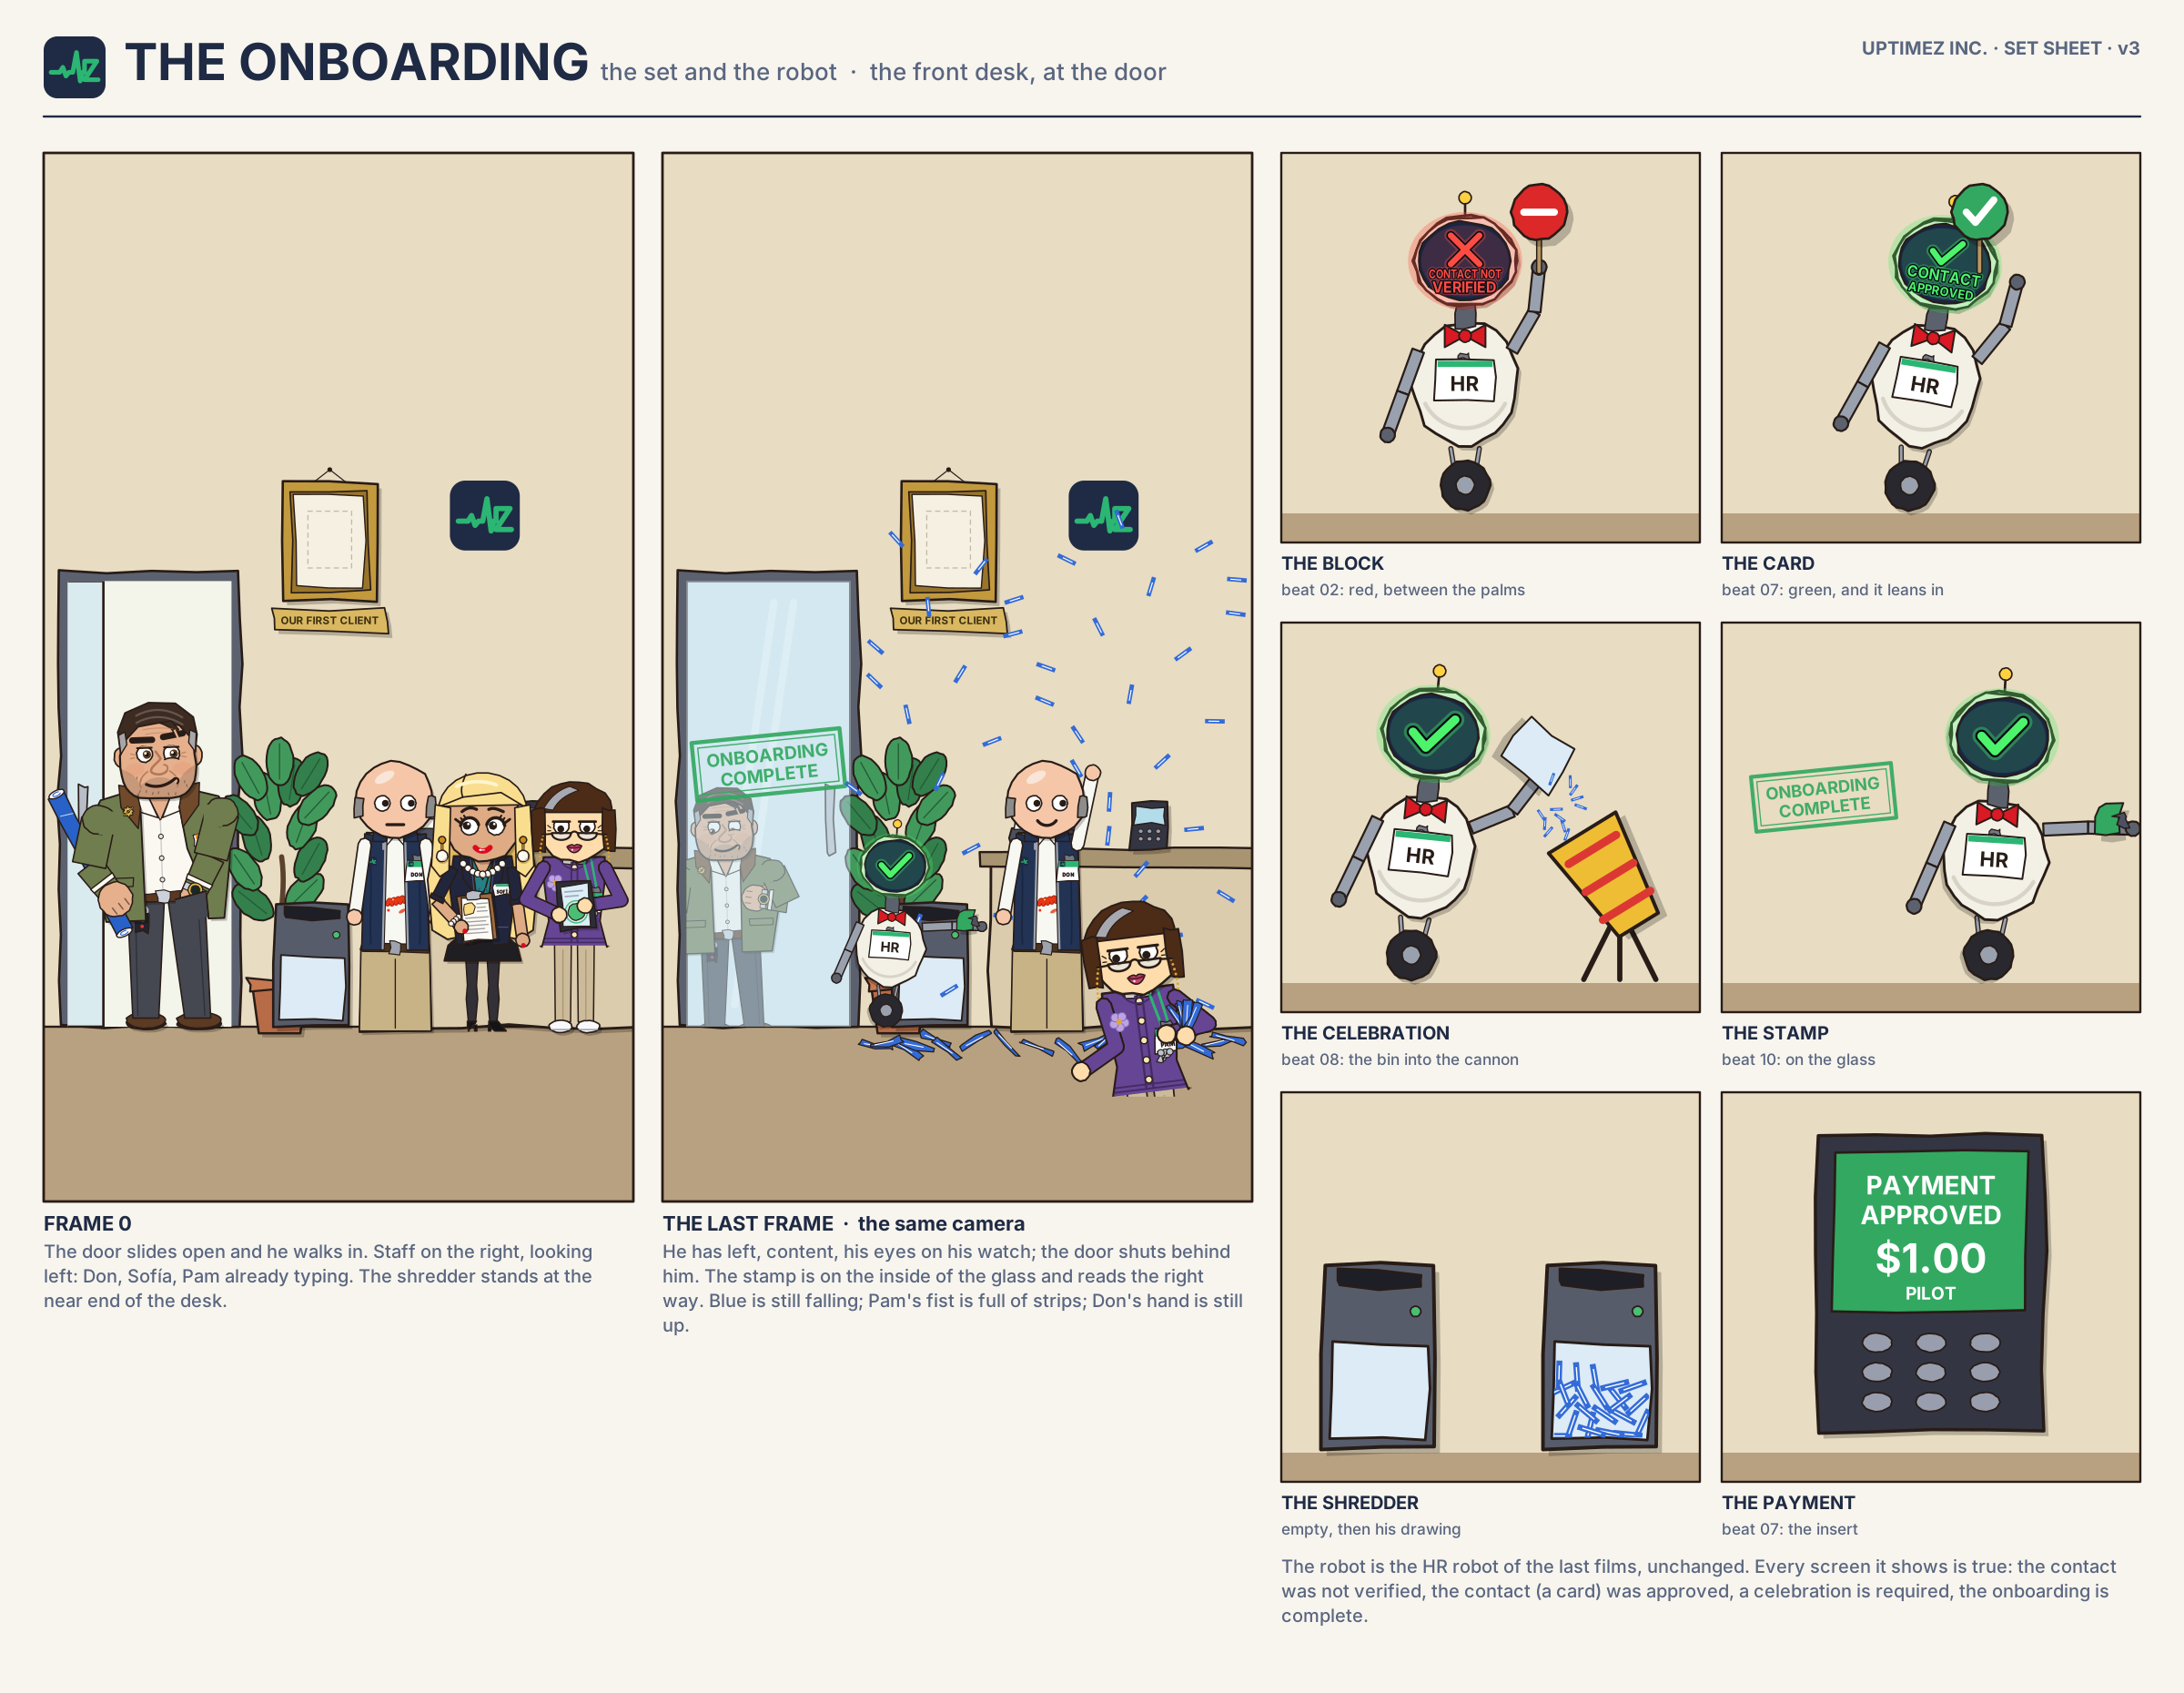 THE ONBOARDING the set and the robot · the front desk, at the door
UPTIMEZ INC. · SET SHEET · v3
OUR FIRST CLIENT
DON
SOFÍ
FRAME 0
The door slides open and he walks in. Staff on the right, looking
left: Don, Sofía, Pam already typing. The shredder stands at the
near end of the desk.
OUR FIRST CLIENT
ONBOARDING
COMPLETE
HR
DON
PAM
THE LAST FRAME · the same camera
He has left, content, his eyes on his watch; the door shuts behind
him. The stamp is on the inside of the glass and reads the right
way. Blue is still falling; Pam's fist is full of strips; Don's hand is still
up.
CONTACT NOT
VERIFIED
HR
THE BLOCK
beat 02: red, between the palms
CONTACT
APPROVED
HR
THE CARD
beat 07: green, and it leans in
HR
THE CELEBRATION
beat 08: the bin into the cannon
ONBOARDING
COMPLETE
HR
THE STAMP
beat 10: on the glass
THE SHREDDER
empty, then his drawing
PAYMENT
APPROVED
$1.00
PILOT
THE PAYMENT
beat 07: the insert
The robot is the HR robot of the last films, unchanged. Every screen it shows is true: the contact
was not verified, the contact (a card) was approved, a celebration is required, the onboarding is
complete.